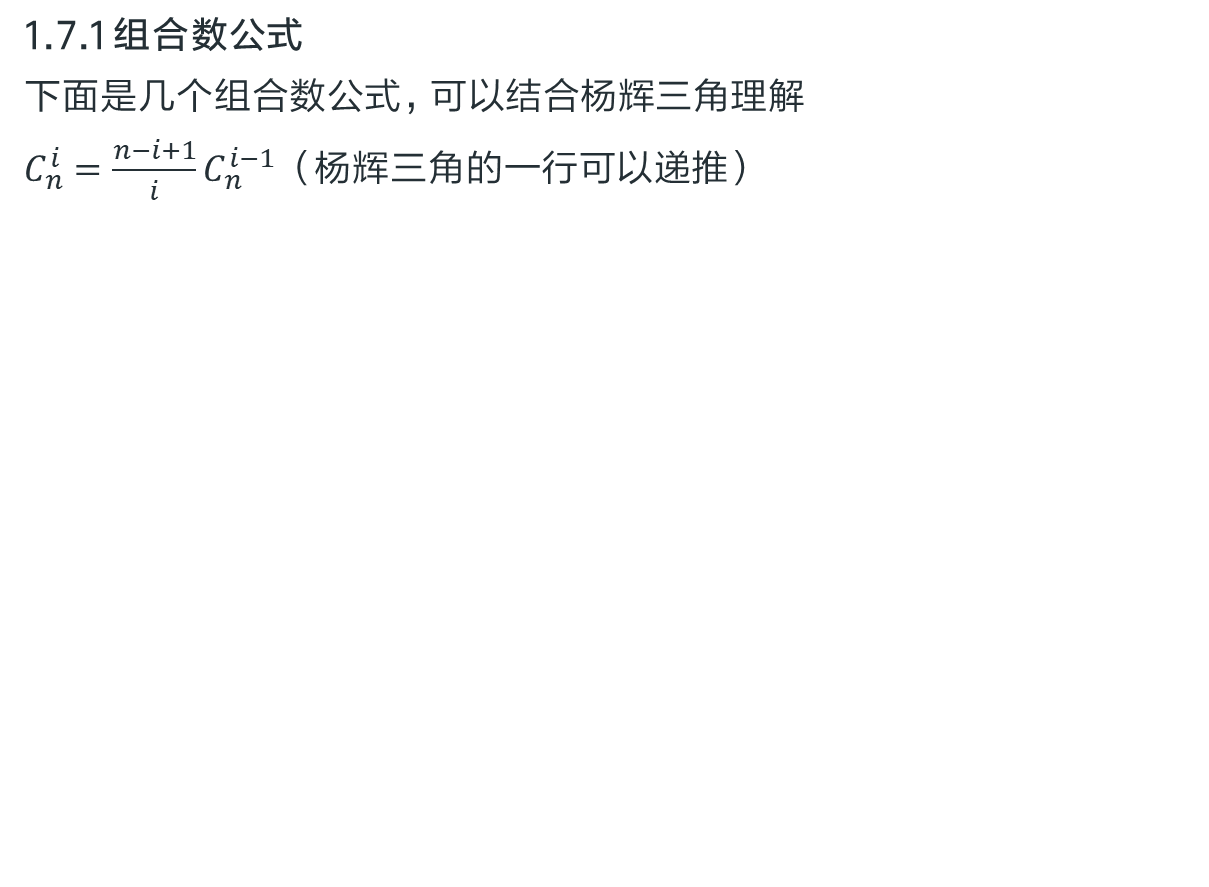 1.7.1组合数公式
下面是几个组合数公式，可以结合杨辉三角理解
$C_n^i = \frac{n-i+1}{i} C_n^{i-1}$（杨辉三角的一行可以递推）